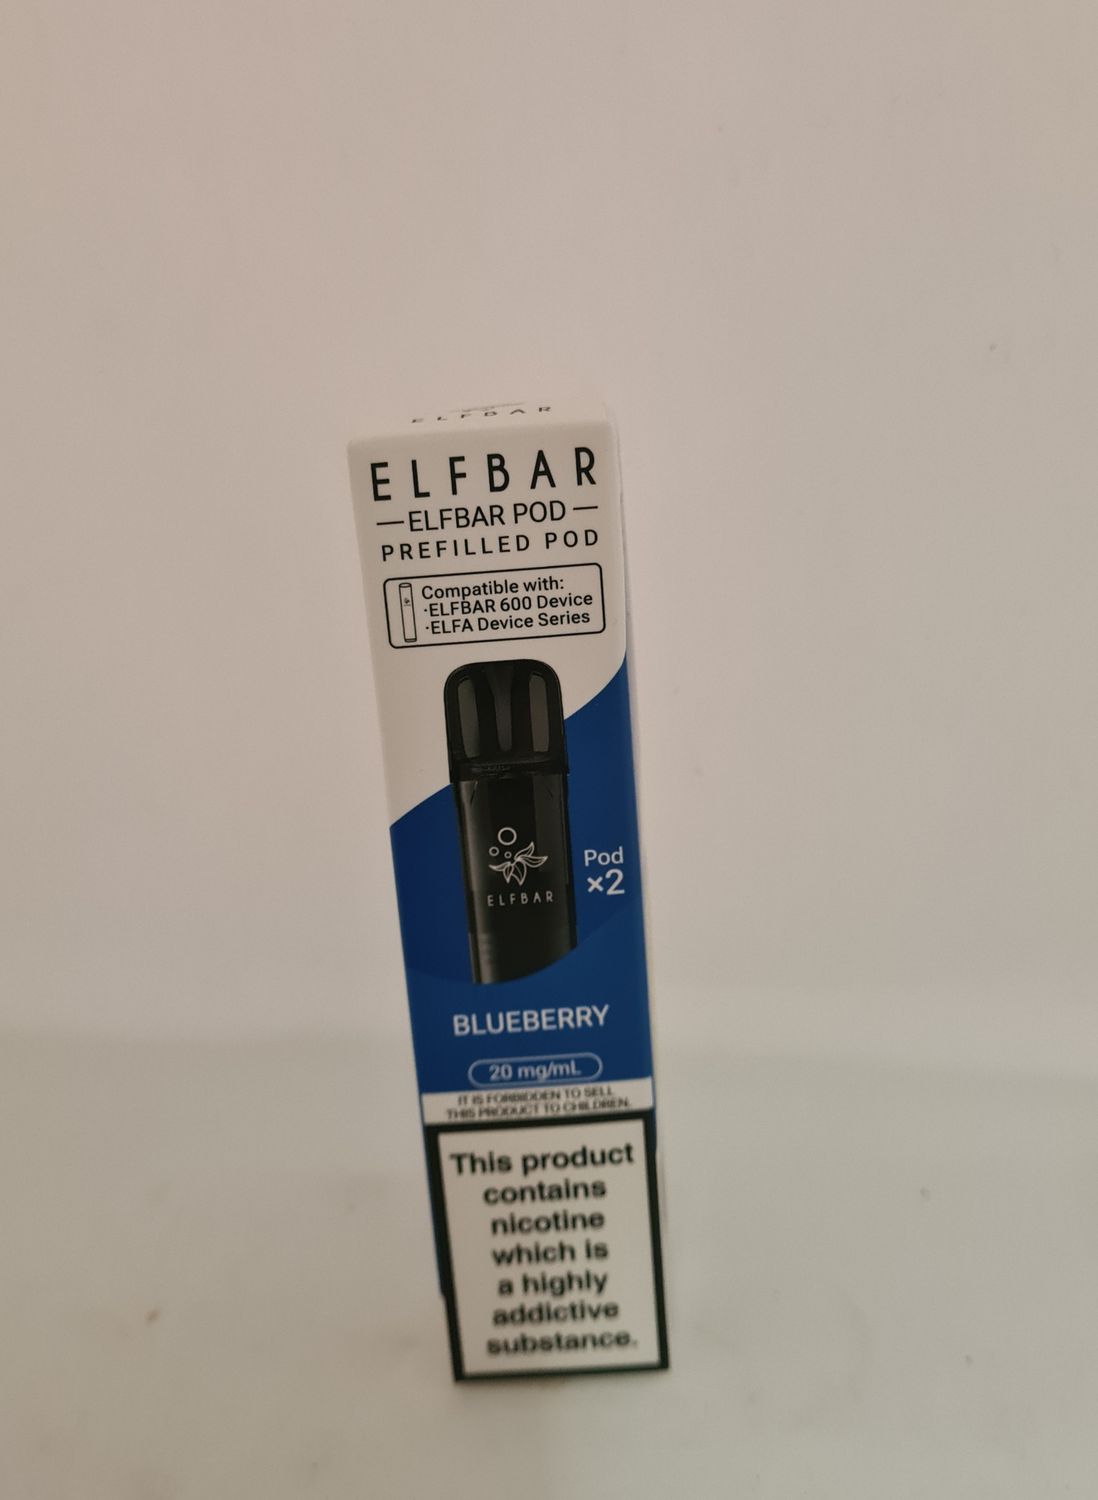 ELFBAR
ELFBAR
ELFBAR POD
PREFILLED POD
Compatible with:
·ELFBAR 600 Device
·ELFA Device Series
Pod
×2
ELFBAR
BLUEBERRY
20 mg/mL
IT IS FORBIDDEN TO SELL
THIS PRODUCT TO CHILDREN.
This product
contains
nicotine
which is
a highly
addictive
substance.